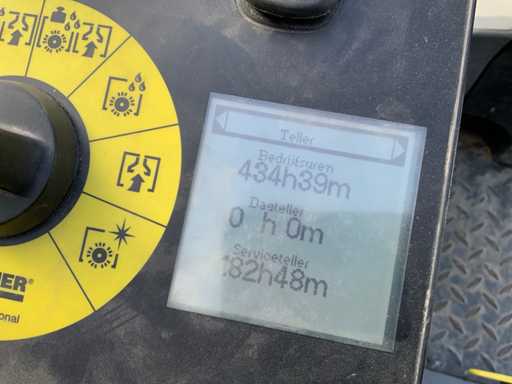 Teller
Bedrijfsuren
434h39m
Dagteller
0 h 0m
Serviceteller
82h48m